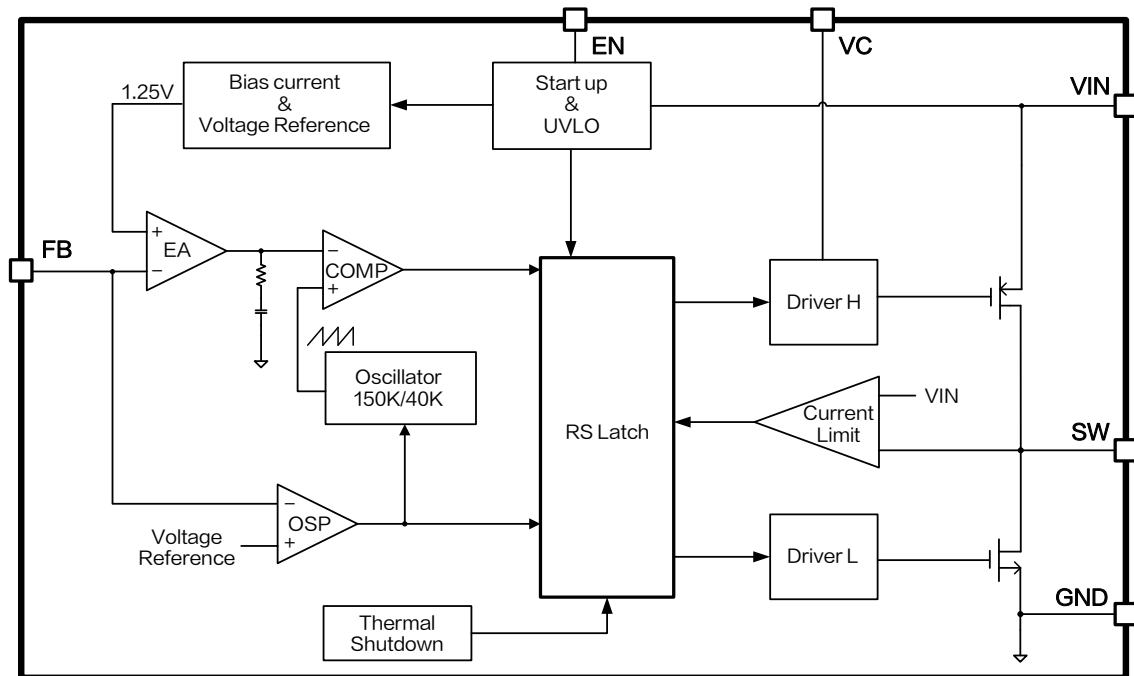 EN
VC
VIN
1.25V
Bias current
&
Voltage Reference
Start up
&
UVLO
FB
+
EA
−
−
COMP
+
Oscillator
150K/40K
RS Latch
Driver H
VIN
Current
Limit
SW
−
OSP
+
Voltage
Reference
Driver L
Thermal
Shutdown
GND